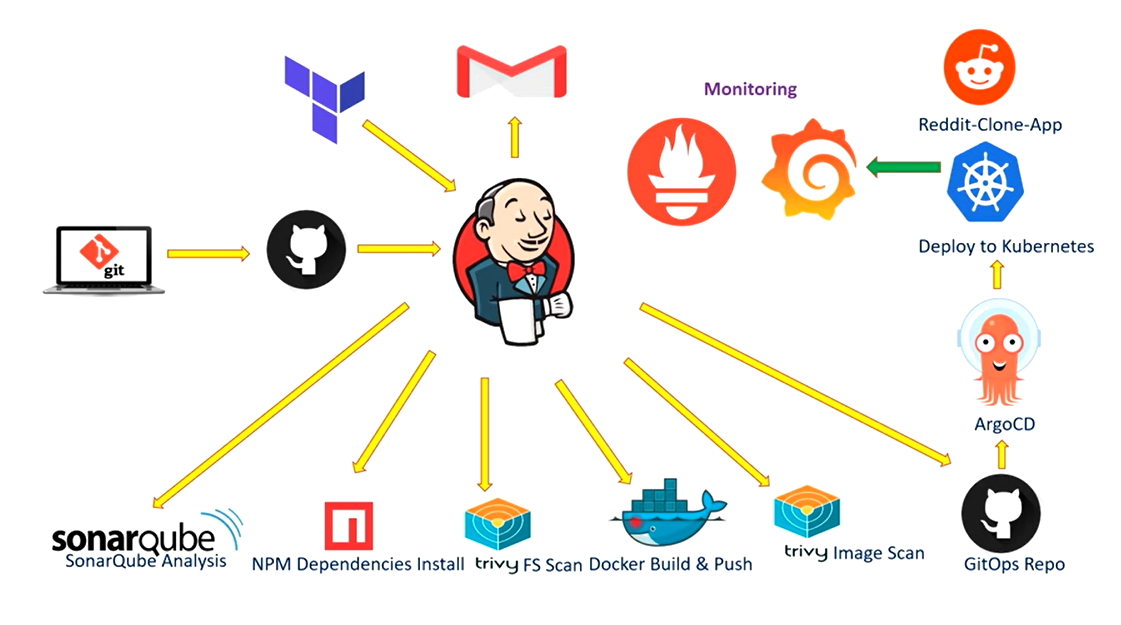 Monitoring
Reddit-Clone-App
git
Deploy to Kubernetes
ArgoCD
sonarqube
SonarQube Analysis
NPM Dependencies Install
trivy FS Scan
Docker Build & Push
trivy Image Scan
GitOps Repo